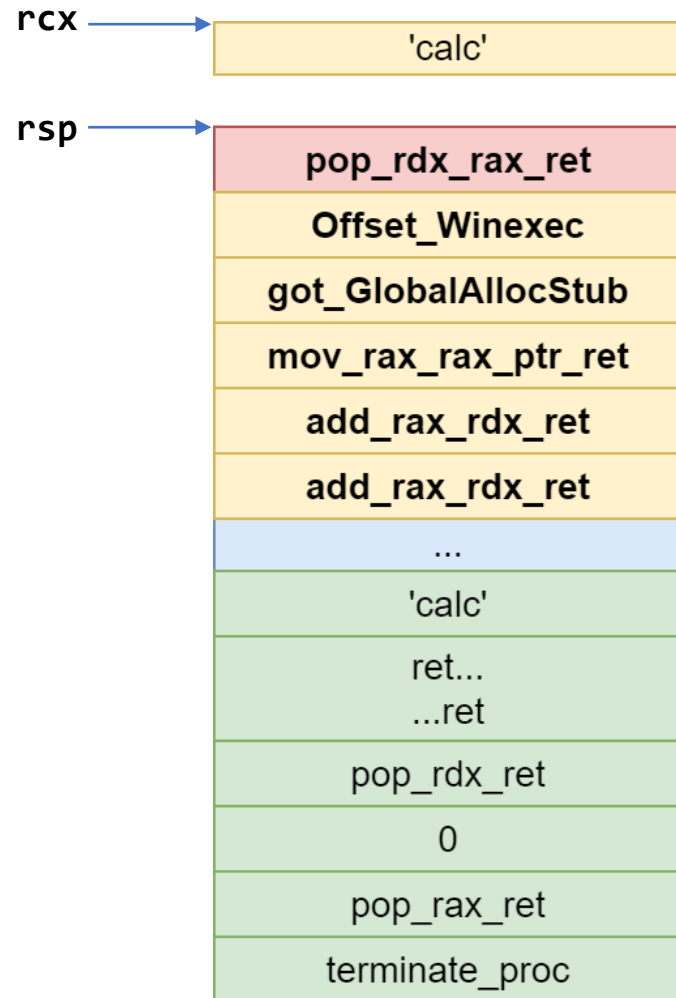 rcx
'calc'
rsp
pop_rdx_rax_ret
Offset_Winexec
got_GlobalAllocStub
mov_rax_rax_ptr_ret
add_rax_rdx_ret
add_rax_rdx_ret
...
'calc'
ret...
...ret
pop_rdx_ret
0
pop_rax_ret
terminate_proc